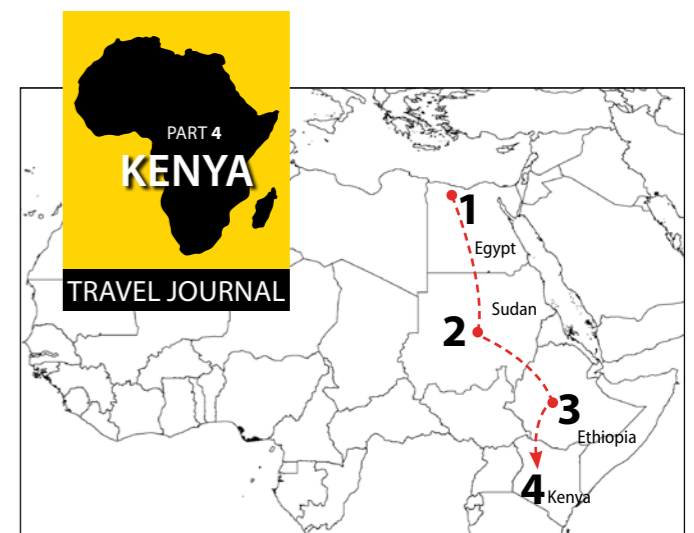 PART 4
KENYA
TRAVEL JOURNAL
1
Egypt
Sudan
2
3
Ethiopia
4
Kenya